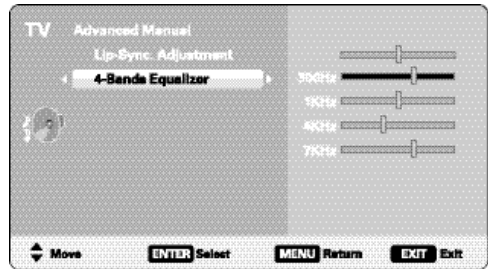 TV Advanced Manual
Lip-Sync. Adjustment
4-Bands Equalizor
300Hz
1KHz
4KHz
7KHz
Move ENTER Select MENU Return EXIT Exit